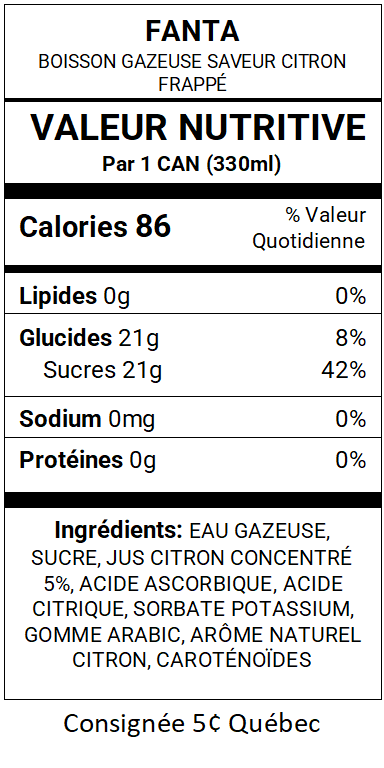 FANTA
BOISSON GAZEUSE SAVEUR CITRON
FRAPPÉ
VALEUR NUTRITIVE
Par 1 CAN (330ml)
Calories 86
% Valeur
Quotidienne
Lipides 0g 0%
Glucides 21g 8%
Sucres 21g 42%
Sodium 0mg 0%
Protéines 0g 0%
Ingrédients: EAU GAZEUSE,
SUCRE, JUS CITRON CONCENTRÉ
5%, ACIDE ASCORBIQUE, ACIDE
CITRIQUE, SORBATE POTASSIUM,
GOMME ARABIC, ARÔME NATUREL
CITRON, CAROTÉNOÏDES
Consignée 5¢ Québec